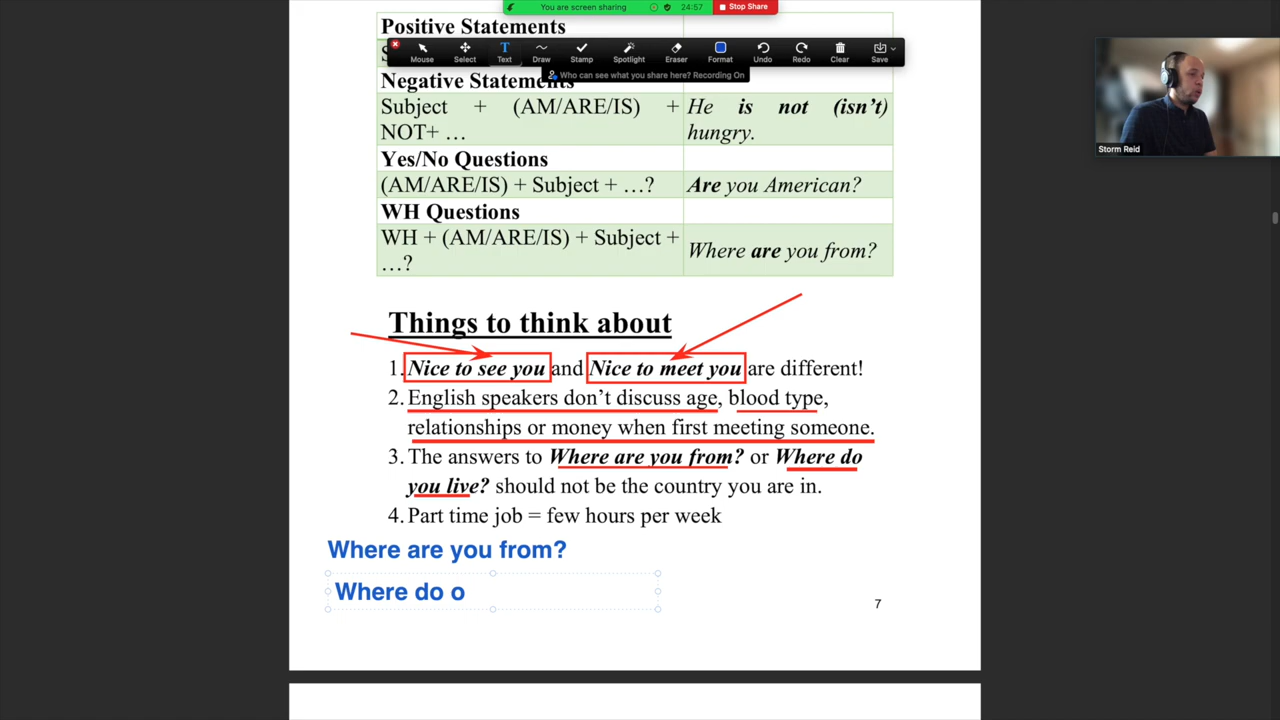 You are screen sharing 24:57 Stop Share
Positive Statements
Mouse Select Text Draw Stamp Spotlight Eraser Format Undo Redo Clear Save
Who can see what you share here? Recording On
Negative Statements
Subject + (AM/ARE/IS) + NOT+ …
He is not (isn't) hungry.
Yes/No Questions
(AM/ARE/IS) + Subject + …?
Are you American?
WH Questions
WH + (AM/ARE/IS) + Subject + …?
Where are you from?
Storm Reid
Things to think about
1. Nice to see you and Nice to meet you are different!
2. English speakers don't discuss age, blood type,
relationships or money when first meeting someone.
3. The answers to Where are you from? or Where do
you live? should not be the country you are in.
4. Part time job = few hours per week
Where are you from?
Where do o
7